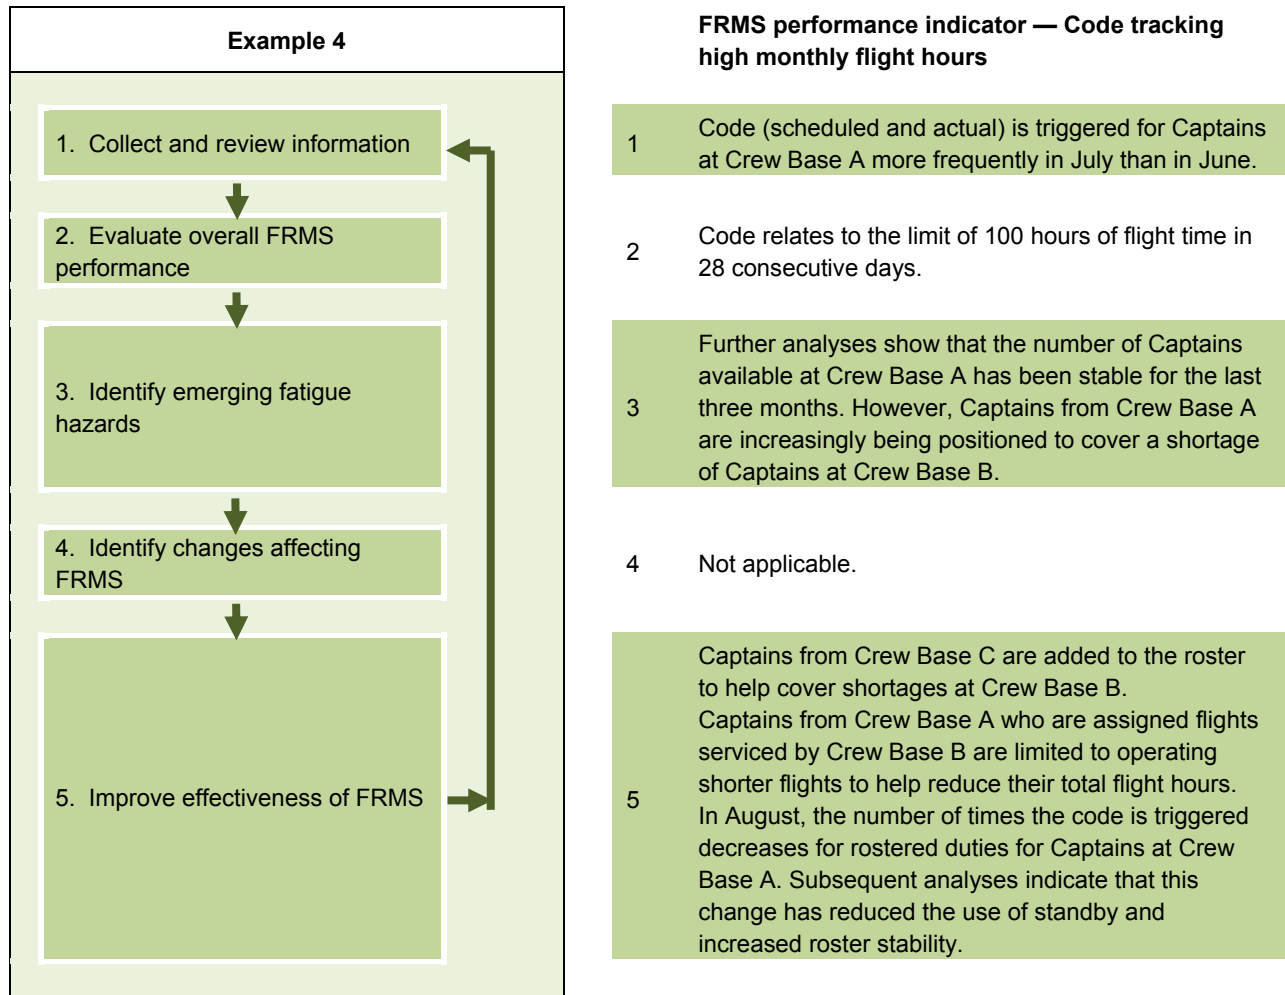 Example 4
FRMS performance indicator — Code tracking
high monthly flight hours
1. Collect and review information
1
Code (scheduled and actual) is triggered for Captains
at Crew Base A more frequently in July than in June.
2. Evaluate overall FRMS
performance
2
Code relates to the limit of 100 hours of flight time in
28 consecutive days.
3. Identify emerging fatigue
hazards
3
Further analyses show that the number of Captains
available at Crew Base A has been stable for the last
three months. However, Captains from Crew Base A
are increasingly being positioned to cover a shortage
of Captains at Crew Base B.
4. Identify changes affecting
FRMS
4
Not applicable.
5. Improve effectiveness of FRMS
5
Captains from Crew Base C are added to the roster
to help cover shortages at Crew Base B.
Captains from Crew Base A who are assigned flights
serviced by Crew Base B are limited to operating
shorter flights to help reduce their total flight hours.
In August, the number of times the code is triggered
decreases for rostered duties for Captains at Crew
Base A. Subsequent analyses indicate that this
change has reduced the use of standby and
increased roster stability.